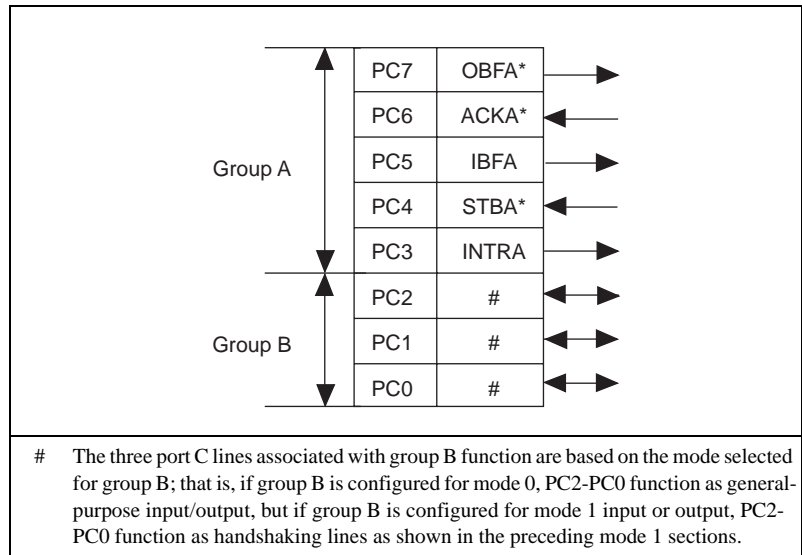 PC7 OBFA*
PC6 ACKA*
Group A PC5 IBFA
PC4 STBA*
PC3 INTRA
PC2 #
Group B PC1 #
PC0 #
# The three port C lines associated with group B function are based on the mode selected
for group B; that is, if group B is configured for mode 0, PC2-PC0 function as general-
purpose input/output, but if group B is configured for mode 1 input or output, PC2-
PC0 function as handshaking lines as shown in the preceding mode 1 sections.